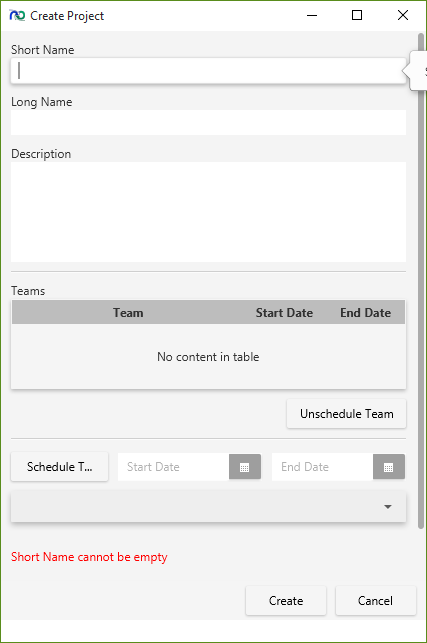 Create Project
Short Name
Long Name
Description
Teams
Team Start Date End Date
No content in table
Unschedule Team
Schedule T... Start Date End Date
Short Name cannot be empty
Create Cancel